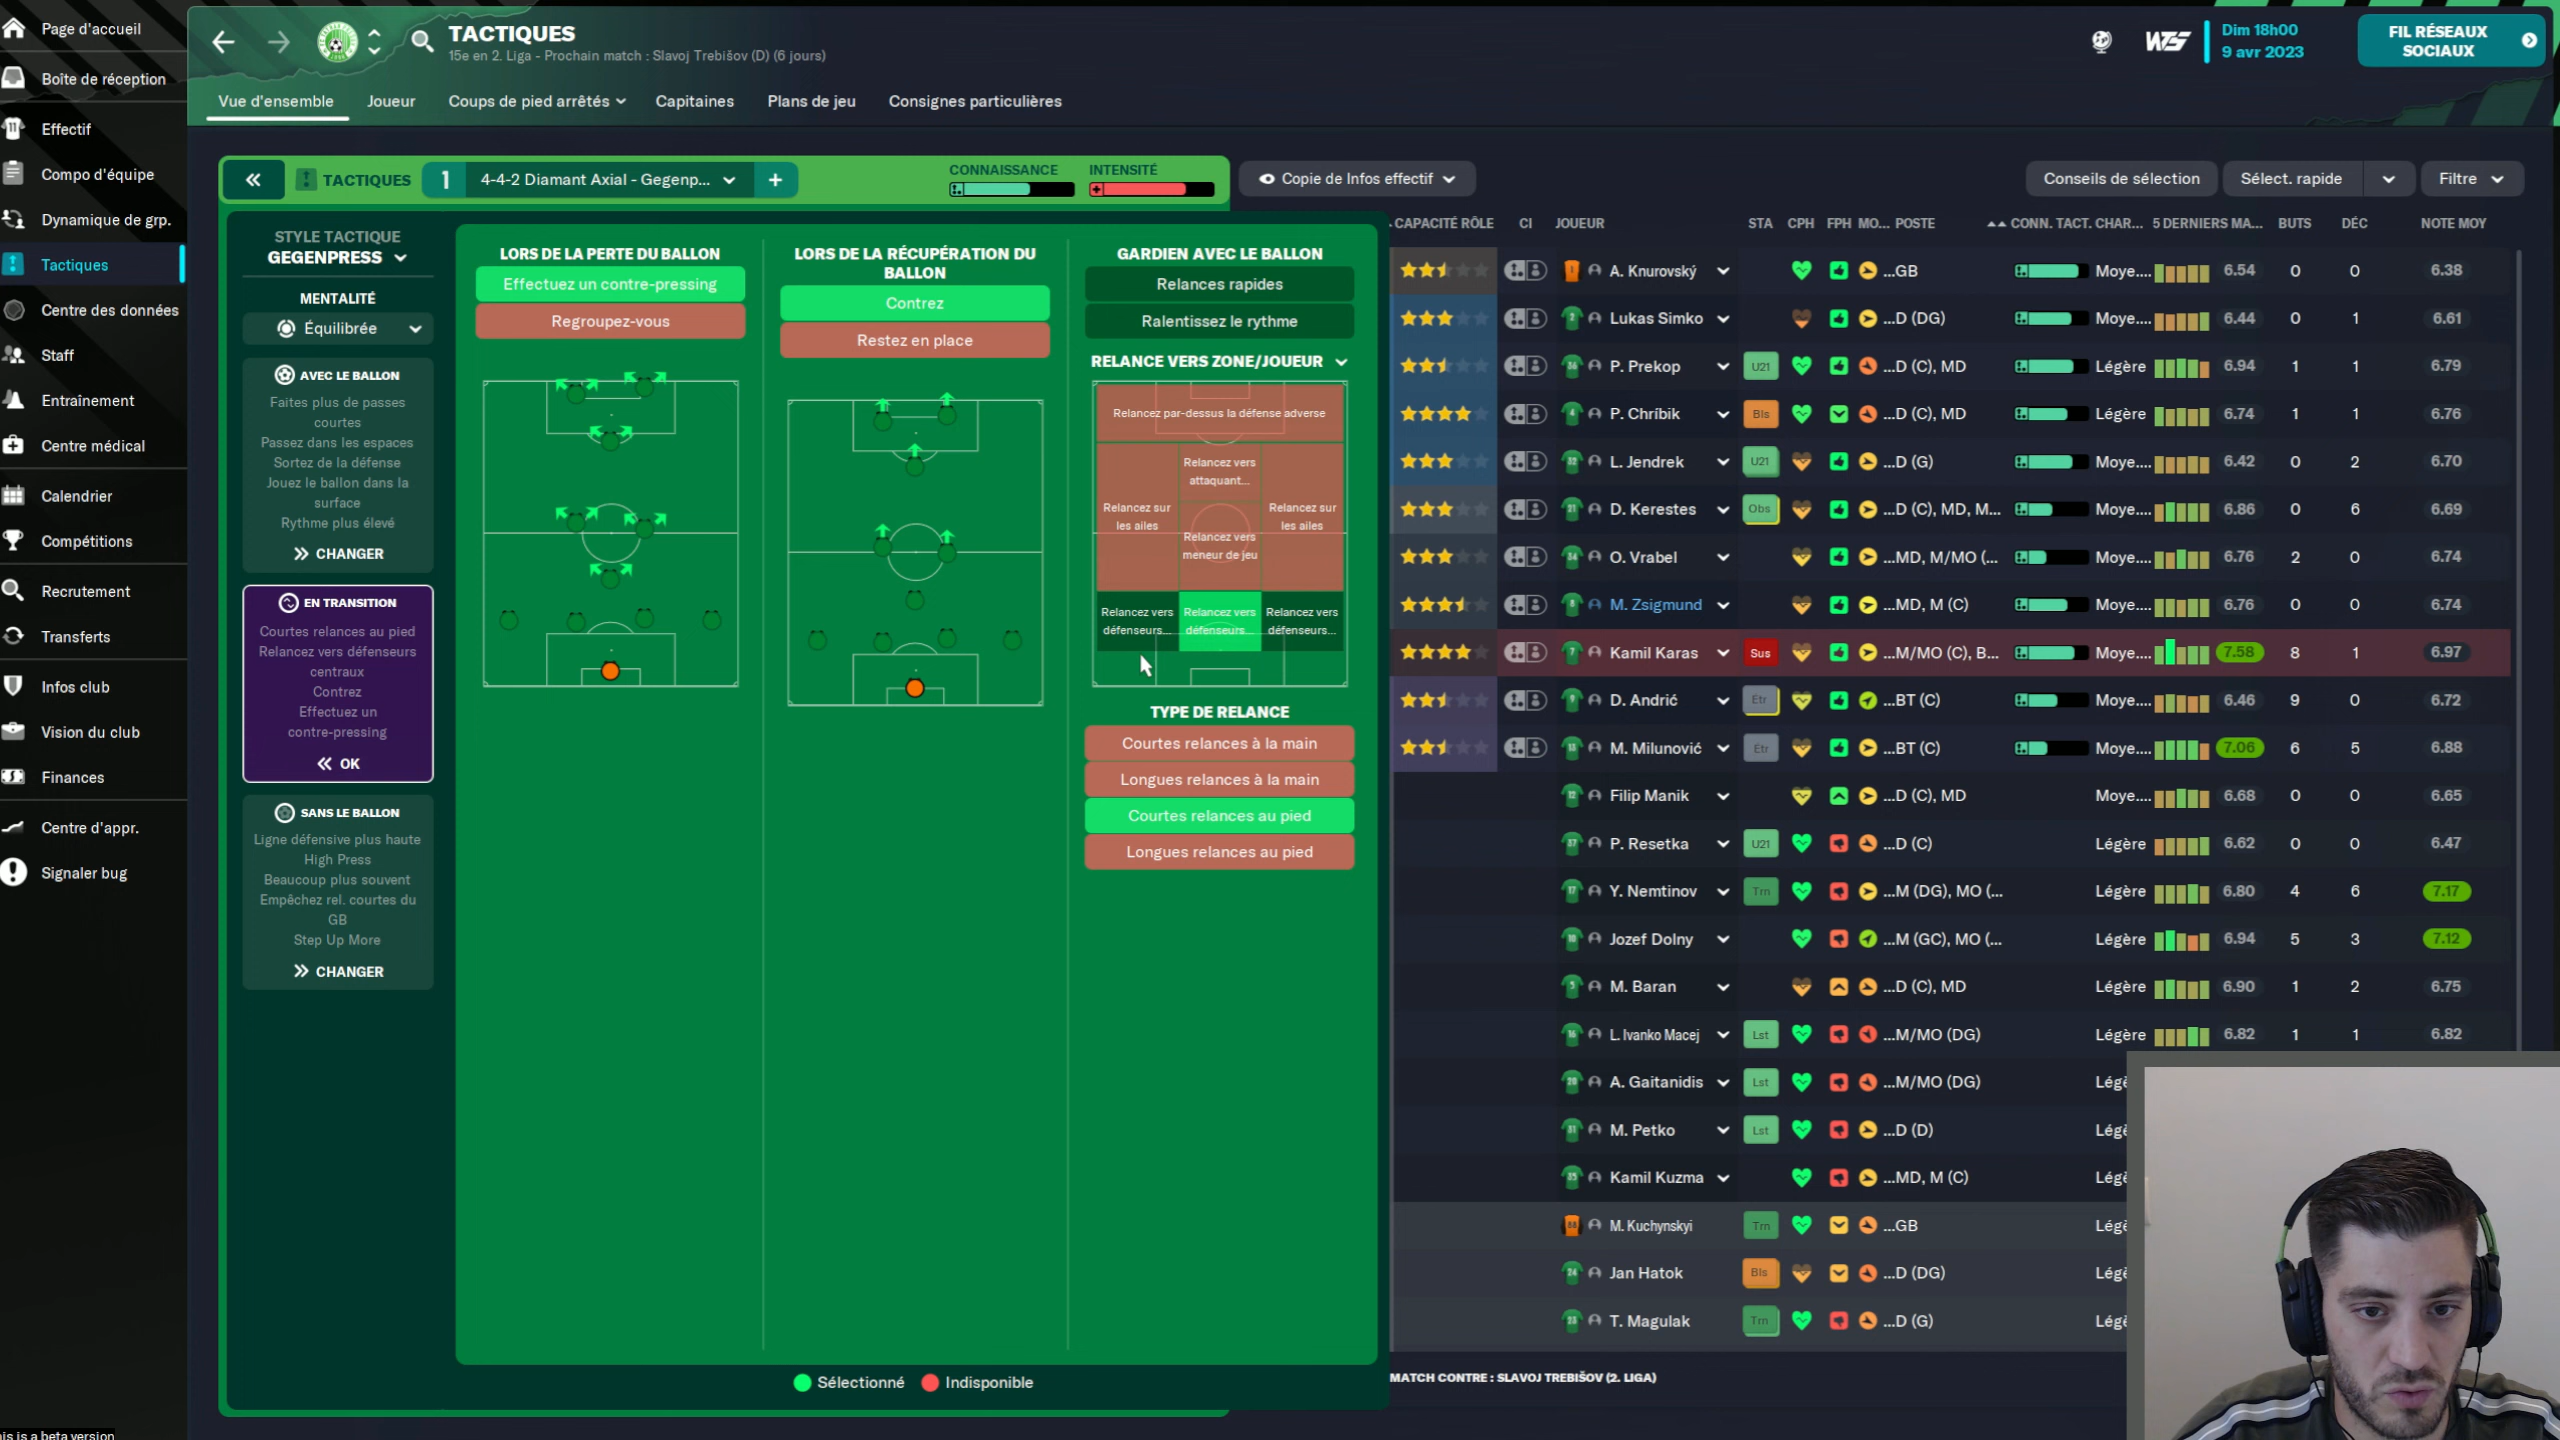 Page d'accueil
Boîte de réception
Effectif
Compo d'équipe
Dynamique de grp.
Tactiques
Centre des données
Staff
Entraînement
Centre médical
Calendrier
Compétitions
Recrutement
Transferts
Infos club
Vision du club
Finances
Centre d'appr.
Signaler bug
his is a beta version
TACTIQUES
15e en 2. Liga - Prochain match : Slavoj Trebišov (D) (6 jours)
Dim 18h00
9 avr 2023
FIL RÉSEAUX
SOCIAUX
Vue d'ensemble Joueur Coups de pied arrêtés Capitaines Plans de jeu Consignes particulières
TACTIQUES 1 4-4-2 Diamant Axial - Gegenp... +
CONNAISSANCE INTENSITÉ
Copie de Infos effectif
Conseils de sélection Sélect. rapide Filtre
STYLE TACTIQUE
GEGENPRESS
MENTALITÉ
Équilibrée
AVEC LE BALLON
Faites plus de passes
courtes
Passez dans les espaces
Sortez de la défense
Jouez le ballon dans la
surface
Rythme plus élevé
CHANGER
EN TRANSITION
Courtes relances au pied
Relancez vers défenseurs
centraux
Contrez
Effectuez un
contre-pressing
OK
SANS LE BALLON
Ligne défensive plus haute
High Press
Beaucoup plus souvent
Empêchez rel. courtes du
GB
Step Up More
CHANGER
LORS DE LA PERTE DU BALLON
Effectuez un contre-pressing
Regroupez-vous
LORS DE LA RÉCUPÉRATION DU
BALLON
Contrez
Restez en place
GARDIEN AVEC LE BALLON
Relances rapides
Ralentissez le rythme
RELANCE VERS ZONE/JOUEUR
Relancez par-dessus la défense adverse
Relancez vers
attaquant...
Relancez sur
les ailes
Relancez vers
meneur de jeu
Relancez sur
les ailes
Relancez vers
défenseurs...
Relancez vers
défenseurs...
Relancez vers
défenseurs...
TYPE DE RELANCE
Courtes relances à la main
Longues relances à la main
Courtes relances au pied
Longues relances au pied
Sélectionné Indisponible
CAPACITÉ RÔLE CI JOUEUR STA CPH FPH MO... POSTE CONN. TACT. CHAR... 5 DERNIERS MA... BUTS DÉC NOTE MOY
A. Knurovský ...GB Moye.... 6.54 0 0 6.38
Lukas Simko ...D (DG) Moye.... 6.44 0 1 6.61
P. Prekop U21 ...D (C), MD Légère 6.94 1 1 6.79
P. Chríbik Bls ...D (C), MD Légère 6.74 1 1 6.76
L. Jendrek U21 ...D (G) Moye.... 6.42 0 2 6.70
D. Kerestes Obs ...D (C), MD, M... Moye.... 6.86 0 6 6.69
O. Vrabel ...MD, M/MO (... Moye.... 6.76 2 0 6.74
M. Zsigmund ...MD, M (C) Moye.... 6.76 0 0 6.74
Kamil Karas Sus ...M/MO (C), B... Moye.... 7.58 8 1 6.97
D. Andrić Etr ...BT (C) Moye.... 6.46 9 0 6.72
M. Milunović Etr ...BT (C) Moye.... 7.06 6 5 6.88
Filip Manik ...D (C), MD Moye.... 6.68 0 0 6.65
P. Resetka U21 ...D (C) Légère 6.62 0 0 6.47
Y. Nemtinov Trn ...M (DG), MO (... Légère 6.80 4 6 7.17
Jozef Dolny ...M (GC), MO (... Légère 6.94 5 3 7.12
M. Baran ...D (C), MD Légère 6.90 1 2 6.75
L. Ivanko Macej Lst ...M/MO (DG) Légère 6.82 1 1 6.82
A. Gaitanidis Lst ...M/MO (DG) Légè
M. Petko Lst ...D (D) Légè
Kamil Kuzma ...MD, M (C) Légè
M. Kuchynskyi Trn ...GB Légè
Jan Hatok Bls ...D (DG) Légè
T. Magulak Trn ...D (G) Légè
MATCH CONTRE : SLAVOJ TREBIŠOV (2. LIGA)